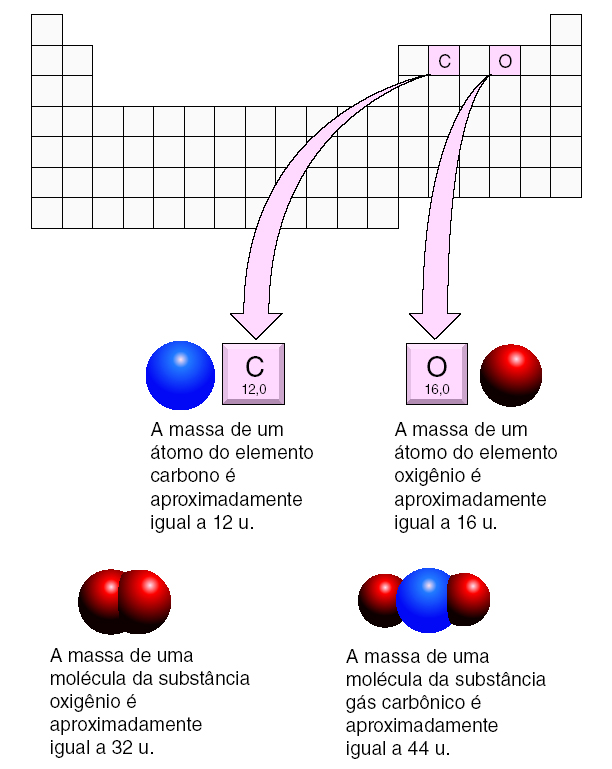 C O
C
12,0
O
16,0
A massa de um
átomo do elemento
carbono é
aproximadamente
igual a 12 u.
A massa de um
átomo do elemento
oxigênio é
aproximadamente
igual a 16 u.
A massa de uma
molécula da substância
oxigênio é
aproximadamente
igual a 32 u.
A massa de uma
molécula da substância
gás carbônico é
aproximadamente
igual a 44 u.